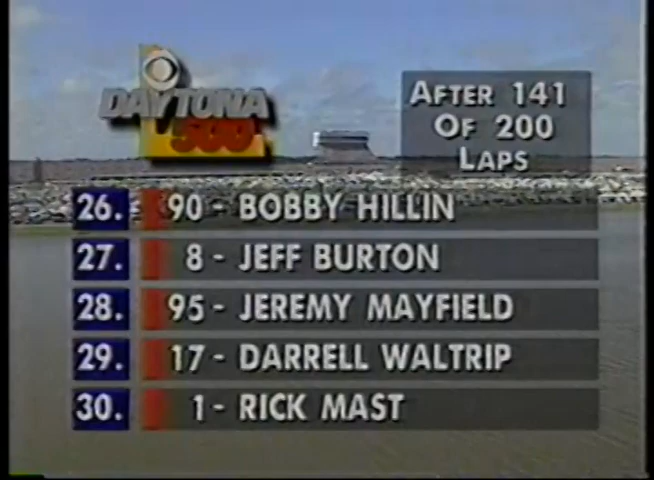 DAYTONA
500
AFTER 141
OF 200
LAPS
26. 90 - BOBBY HILLIN
27. 8 - JEFF BURTON
28. 95 - JEREMY MAYFIELD
29. 17 - DARRELL WALTRIP
30. 1 - RICK MAST